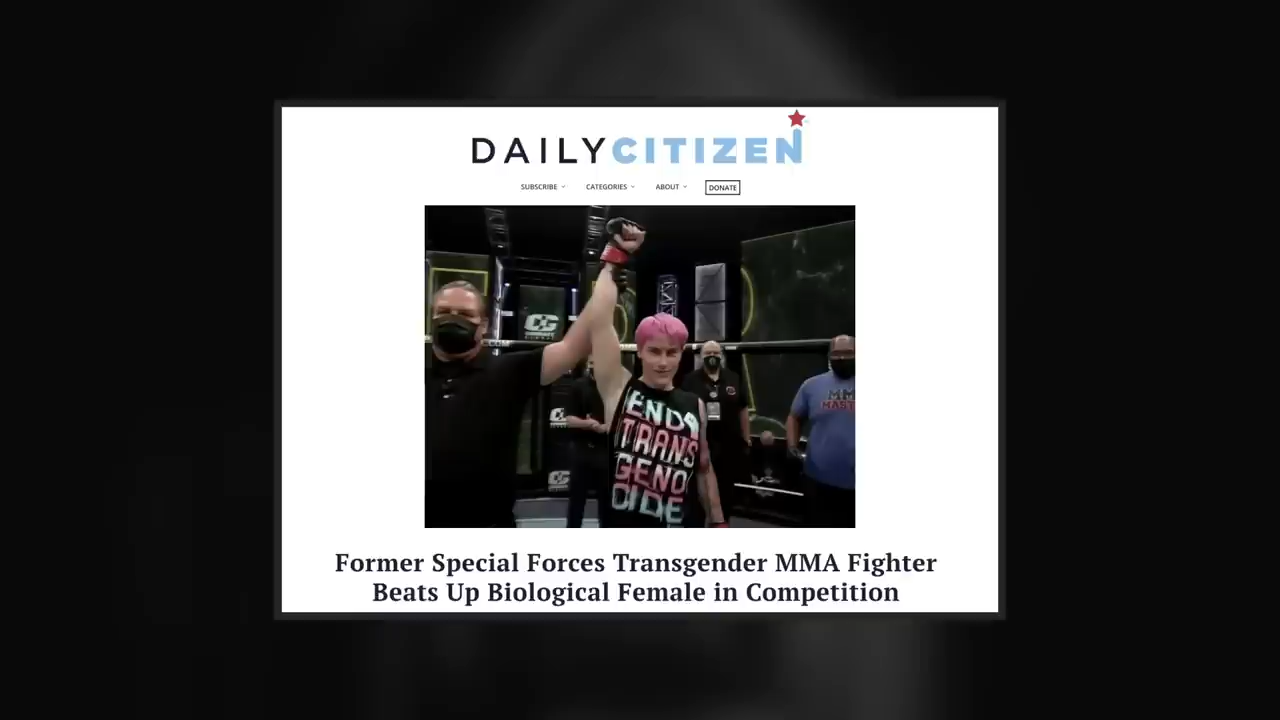 DAILYCITIZEN
SUBSCRIBE CATEGORIES ABOUT DONATE
CG
END
TRANS
GENO
CIDE
Former Special Forces Transgender MMA Fighter
Beats Up Biological Female in Competition